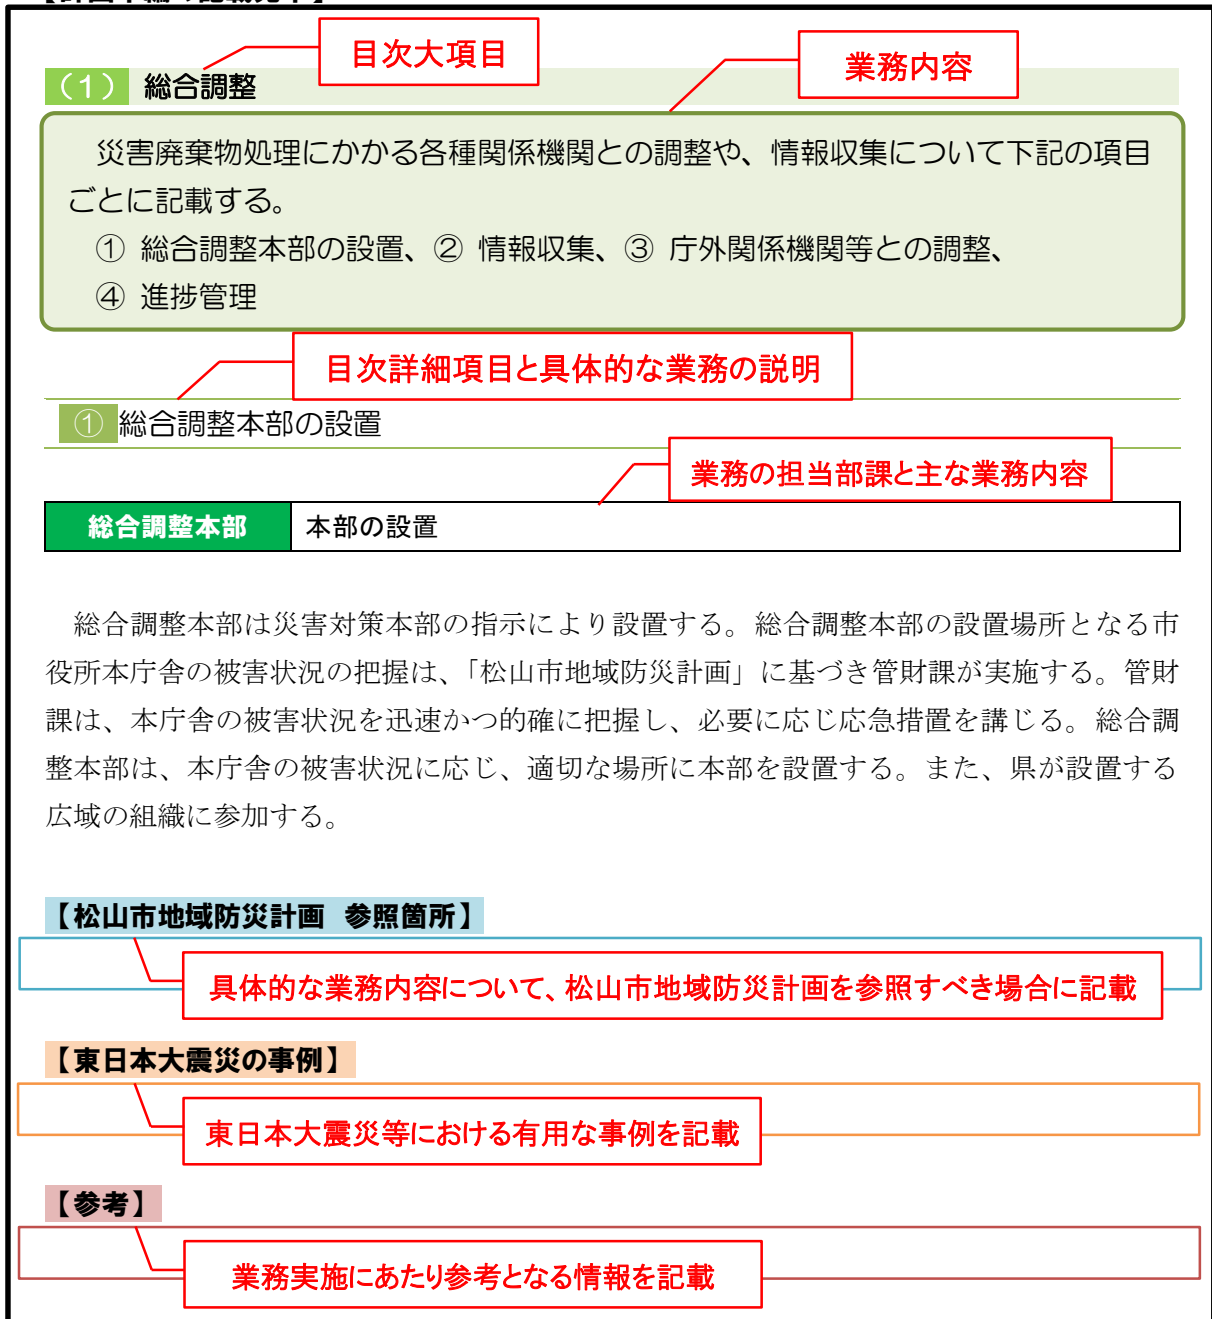 目次大項目
業務内容
（１） 総合調整
災害廃棄物処理にかかる各種関係機関との調整や、情報収集について下記の項目
ごとに記載する。
① 総合調整本部の設置、② 情報収集、③ 庁外関係機関等との調整、
④ 進捗管理
目次詳細項目と具体的な業務の説明
① 総合調整本部の設置
業務の担当部課と主な業務内容
総合調整本部 本部の設置
総合調整本部は災害対策本部の指示により設置する。総合調整本部の設置場所となる市
役所本庁舎の被害状況の把握は、「松山市地域防災計画」に基づき管財課が実施する。管財
課は、本庁舎の被害状況を迅速かつ的確に把握し、必要に応じ応急措置を講じる。総合調
整本部は、本庁舎の被害状況に応じ、適切な場所に本部を設置する。また、県が設置する
広域の組織に参加する。
【松山市地域防災計画　参照箇所】
具体的な業務内容について、松山市地域防災計画を参照すべき場合に記載
【東日本大震災の事例】
東日本大震災等における有用な事例を記載
【参考】
業務実施にあたり参考となる情報を記載